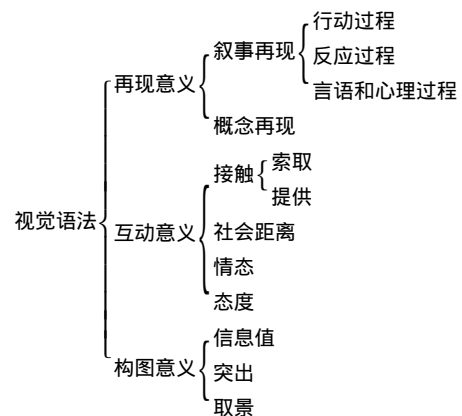 行动过程
叙事再现
反应过程
言语和心理过程
再现意义
概念再现
索取
接触
提供
视觉语法
互动意义
社会距离
情态
态度
信息值
构图意义
突出
取景